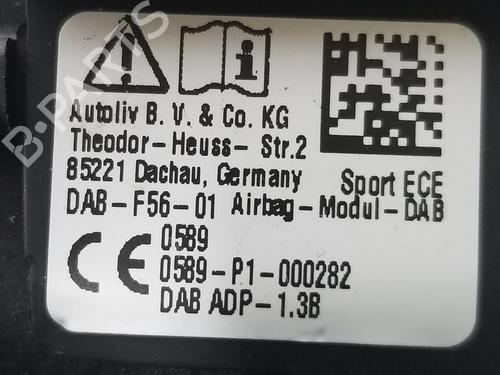 Autoliv B. V. & Co. KG
Theodor-Heuss- Str.2
85221 Dachau, Germany
Sport ECE
DAB-F56-01 Airbag-Modul-DAB
CE
0589
0589-P1-000282
DAB ADP-1.3B
B-PARTS